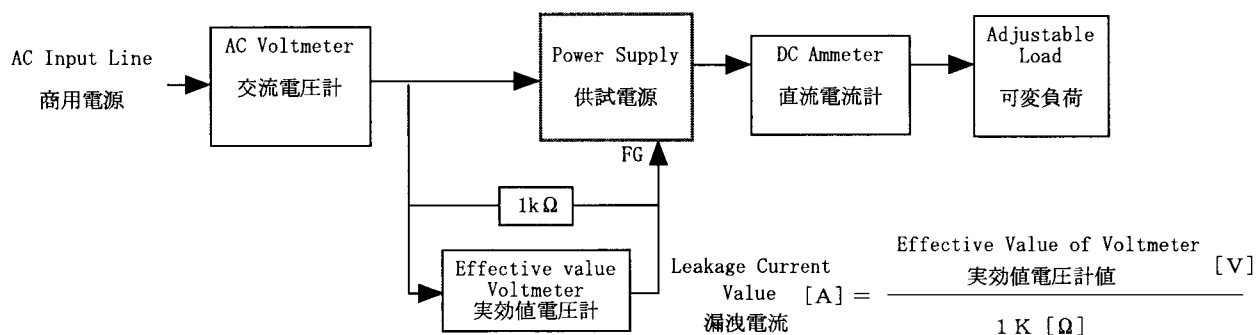 AC Input Line
商用電源
AC Voltmeter
交流電圧計
Power Supply
供試電源
FG
DC Ammeter
直流電流計
Adjustable
Load
可変負荷
1kΩ
Effective value
Voltmeter
実効値電圧計
Leakage Current
Value [A] =
漏洩電流
Effective Value of Voltmeter
実効値電圧計値 [V]
1K [Ω]